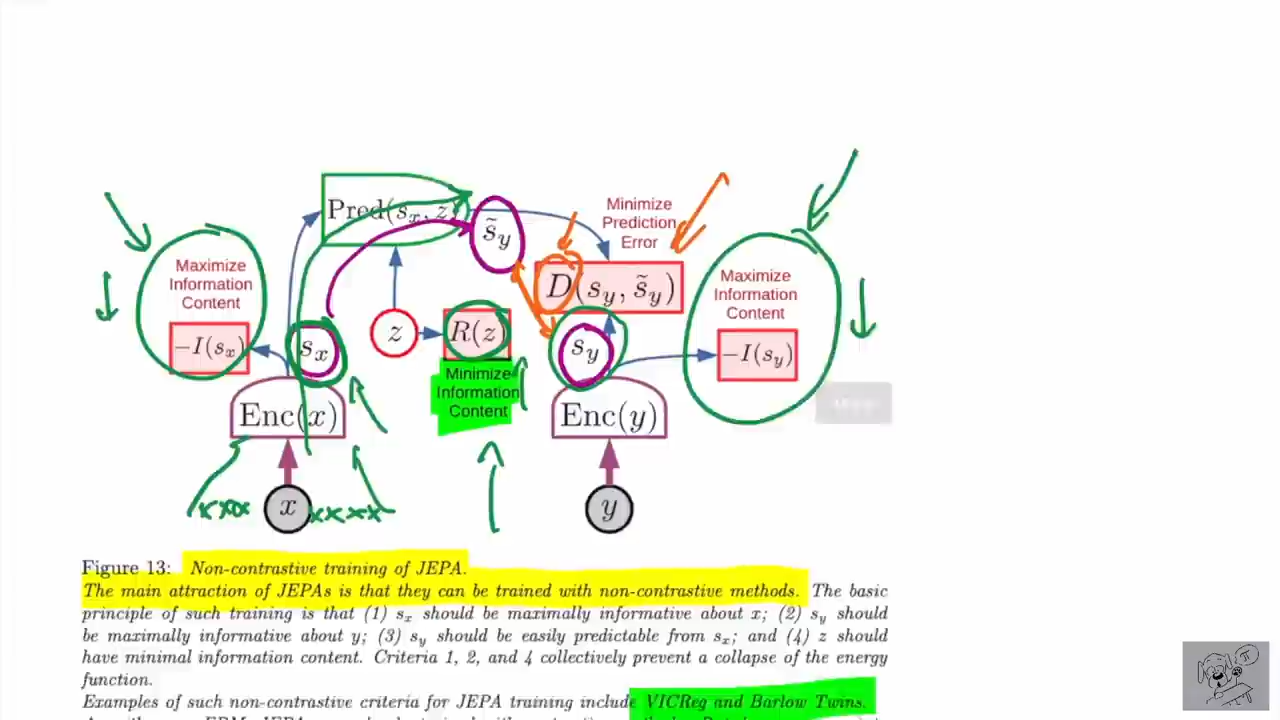 Pred(s_x, z)
s̃_y
Minimize
Prediction
Error
D(s_y, s̃_y)
Maximize
Information
Content
-I(s_x)
s_x
z
R(z)
Minimize
Information
Content
s_y
Maximize
Information
Content
-I(s_y)
Enc(x)
Enc(y)
xxx x xxxx
y
Figure 13: Non-contrastive training of JEPA.
The main attraction of JEPAs is that they can be trained with non-contrastive methods. The basic
principle of such training is that (1) s_x should be maximally informative about x; (2) s_y should
be maximally informative about y; (3) s_y should be easily predictable from s_x; and (4) z should
have minimal information content. Criteria 1, 2, and 4 collectively prevent a collapse of the energy
function.
Examples of such non-contrastive criteria for JEPA training include VICReg and Barlow Twins.
π